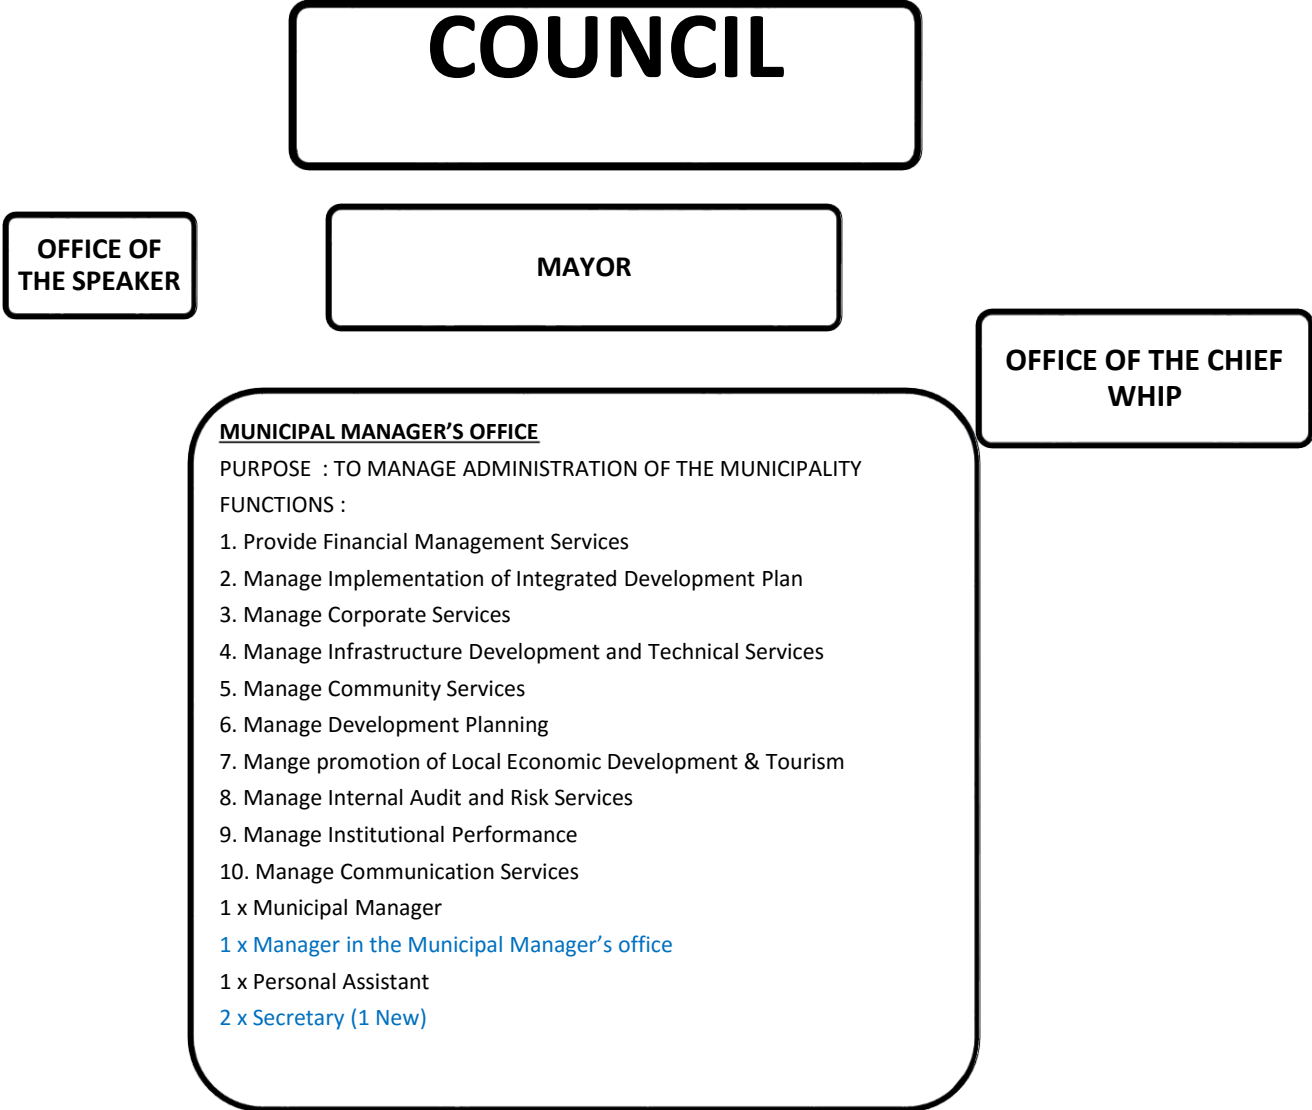 COUNCIL
OFFICE OF
THE SPEAKER
MAYOR
OFFICE OF THE CHIEF
WHIP
MUNICIPAL MANAGER’S OFFICE
PURPOSE : TO MANAGE ADMINISTRATION OF THE MUNICIPALITY
FUNCTIONS :
1. Provide Financial Management Services
2. Manage Implementation of Integrated Development Plan
3. Manage Corporate Services
4. Manage Infrastructure Development and Technical Services
5. Manage Community Services
6. Manage Development Planning
7. Mange promotion of Local Economic Development & Tourism
8. Manage Internal Audit and Risk Services
9. Manage Institutional Performance
10. Manage Communication Services
1 x Municipal Manager
1 x Manager in the Municipal Manager’s office
1 x Personal Assistant
2 x Secretary (1 New)